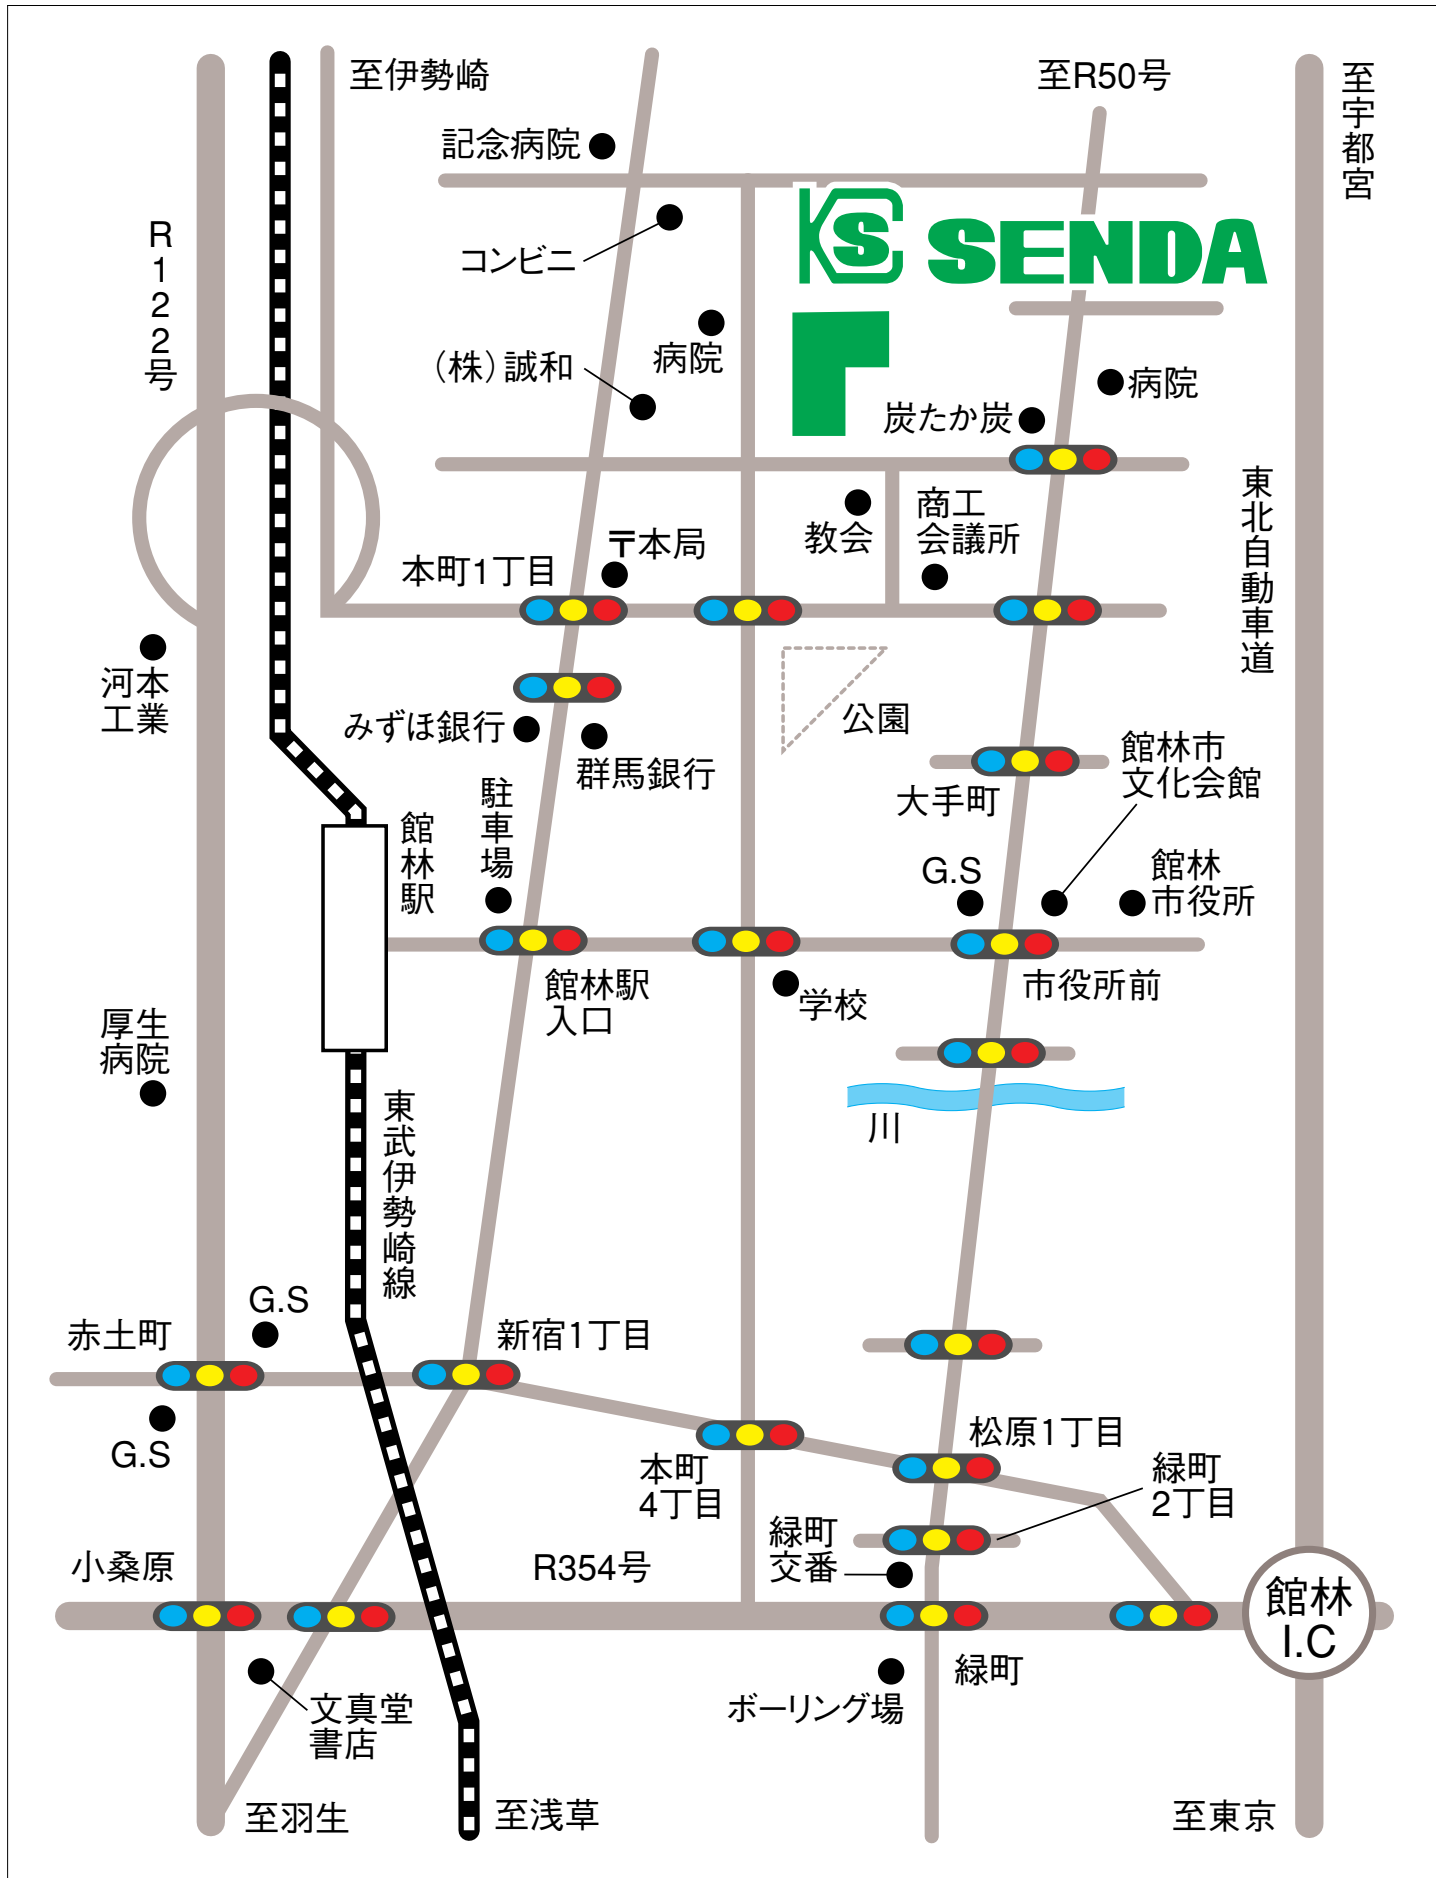 至伊勢崎
至R50号
至宇都宮
記念病院
R122号
コンビニ
KS SENDA
病院
(株)誠和
病院
炭たか炭
東北自動車道
教会
商工
会議所
〒本局
本町1丁目
河本
工業
みずほ銀行
群馬銀行
公園
大手町
館林市
文化会館
駐車場
館林駅
G.S
館林
市役所
館林駅
入口
学校
市役所前
厚生
病院
東武伊勢崎線
川
G.S
赤土町
新宿1丁目
G.S
本町
4丁目
松原1丁目
緑町
2丁目
緑町
交番
小桑原
R354号
館林
I.C
緑町
ボーリング場
文真堂
書店
至羽生
至浅草
至東京